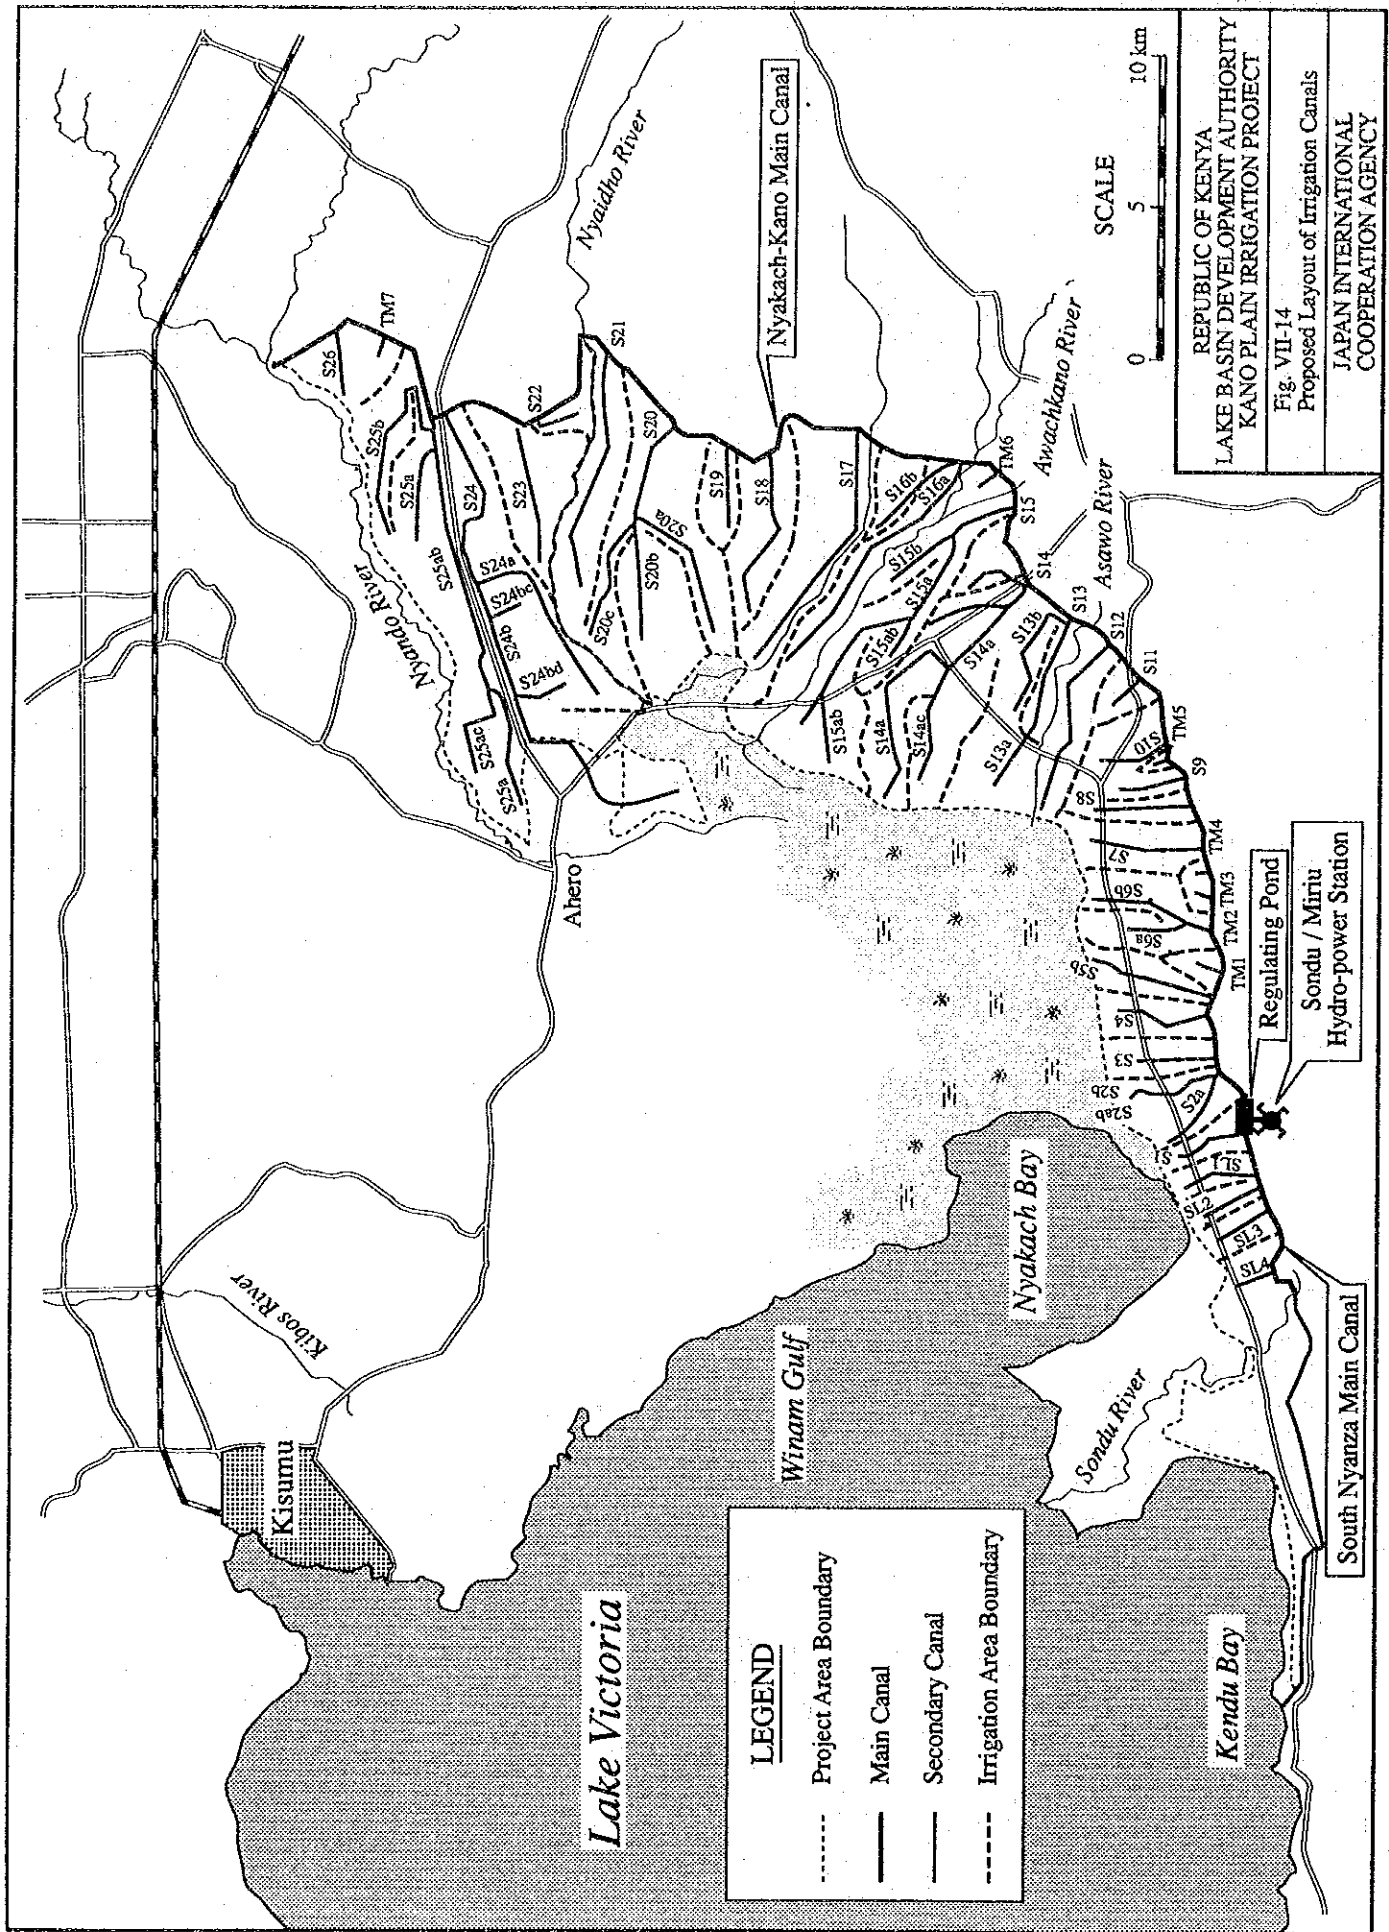 Lake Victoria
Kisumu
Kibos River
Winam Gulf
Nyakach Bay
Sondu River
Kendu Bay
Ahero
Nyando River
Nyaidho River
Awachkano River
Asawo River
Nyakach-Kano Main Canal
South Nyanza Main Canal
Regulating Pond
Sondu / Miriu
Hydro-power Station
S26
TM7
S25b
S25a
S25ab
S25ac
S25a
S24
S24a
S24bc
S24b
S24bd
S23
S22
S21
S20
S20a
S20b
S20c
S19
S18
S17
S16b
S16a
TM6
S15
S15b
S15a
S15ab
S15ab
S14
S14a
S14a
S14ac
S13
S13b
S13a
S12
S11
TM5
S10
S9
S8
TM4
S7
TM3
S6b
TM2
S6a
TM1
S5b
S4
S3
S2b
S2ab
S2a
S1
SL1
SL2
SL3
SL4
LEGEND
Project Area Boundary
Main Canal
Secondary Canal
Irrigation Area Boundary
SCALE
0 5 10 km
REPUBLIC OF KENYA
LAKE BASIN DEVELOPMENT AUTHORITY
KANO PLAIN IRRIGATION PROJECT
Fig. VII-14
Proposed Layout of Irrigation Canals
JAPAN INTERNATIONAL
COOPERATION AGENCY